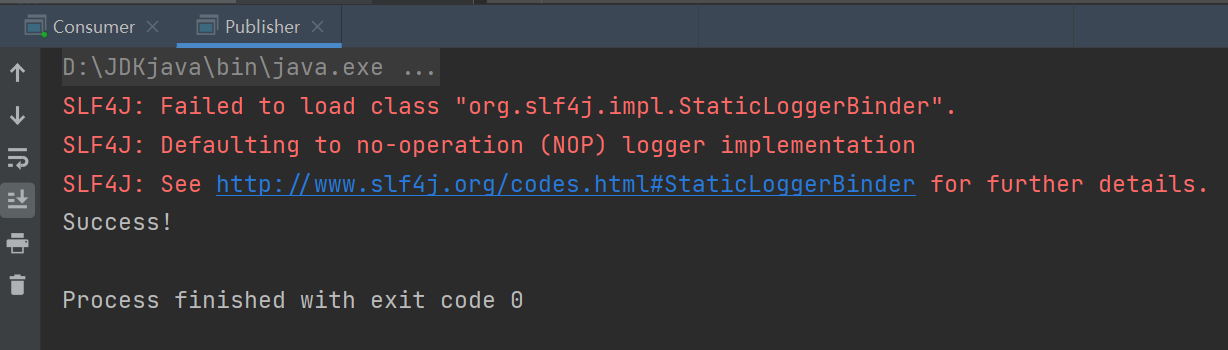 Consumer Publisher
D:\JDKjava\bin\java.exe ...
SLF4J: Failed to load class "org.slf4j.impl.StaticLoggerBinder".
SLF4J: Defaulting to no-operation (NOP) logger implementation
SLF4J: See http://www.slf4j.org/codes.html#StaticLoggerBinder for further details.
Success!
Process finished with exit code 0